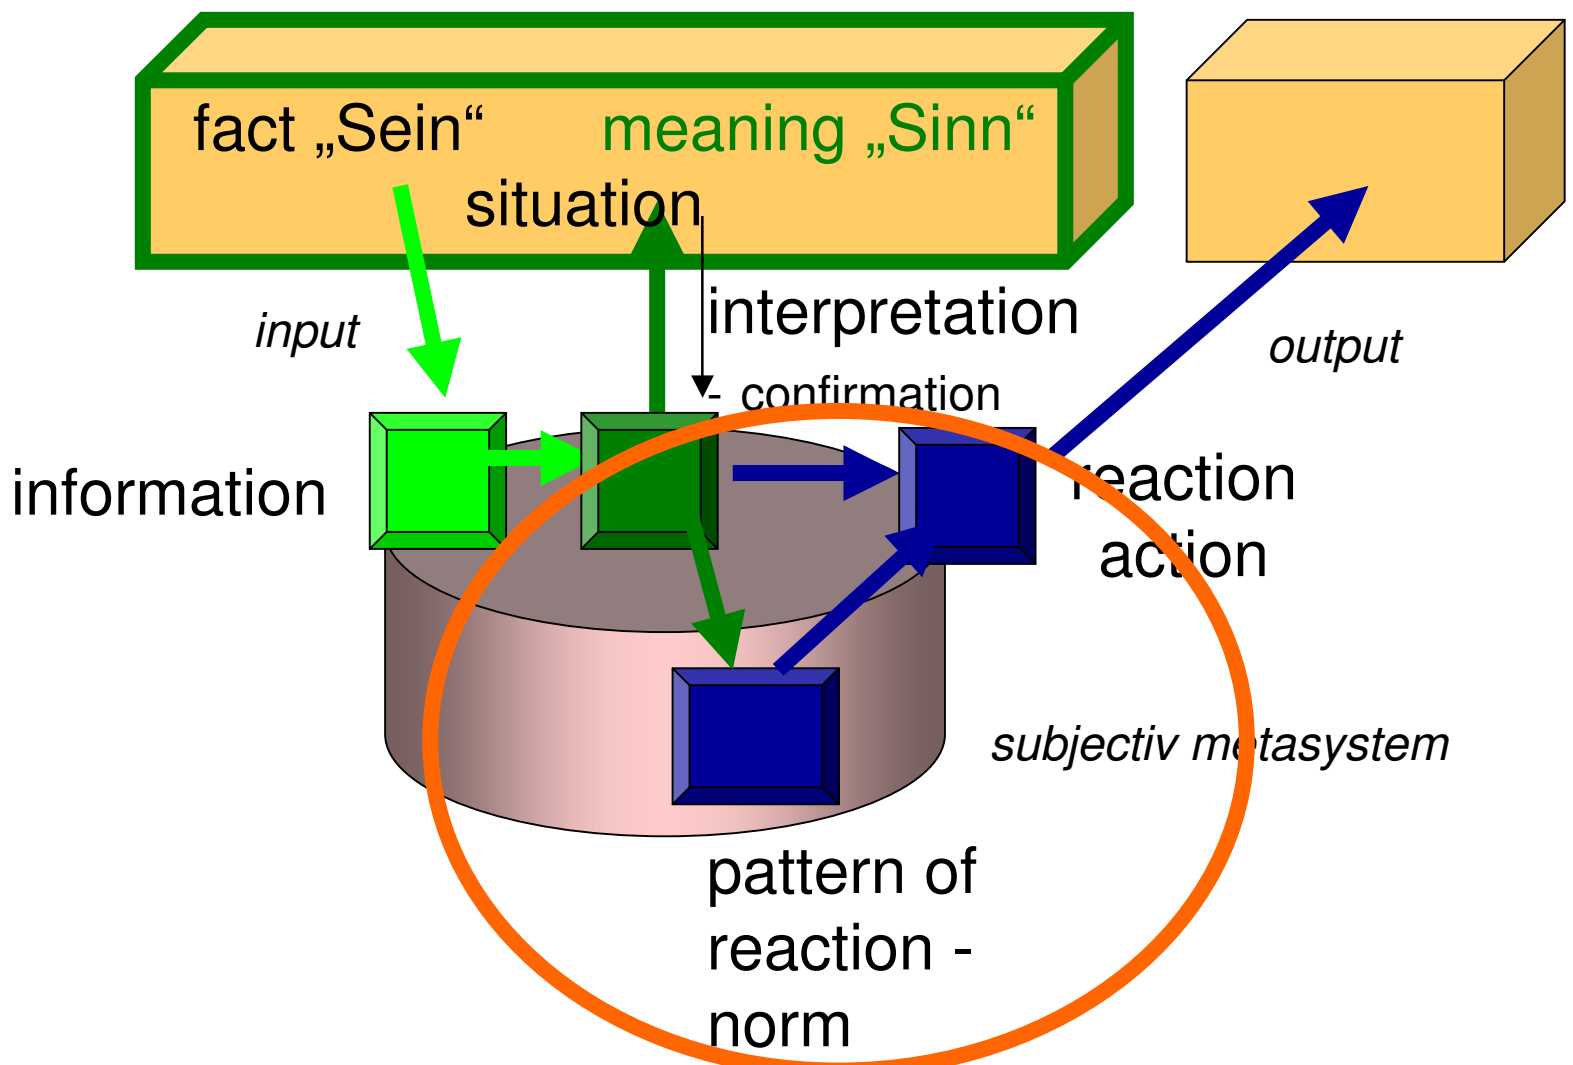 fact „Sein“ meaning „Sinn“
situation
input
interpretation
- confirmation
output
information
reaction
action
subjectiv metasystem
pattern of
reaction -
norm